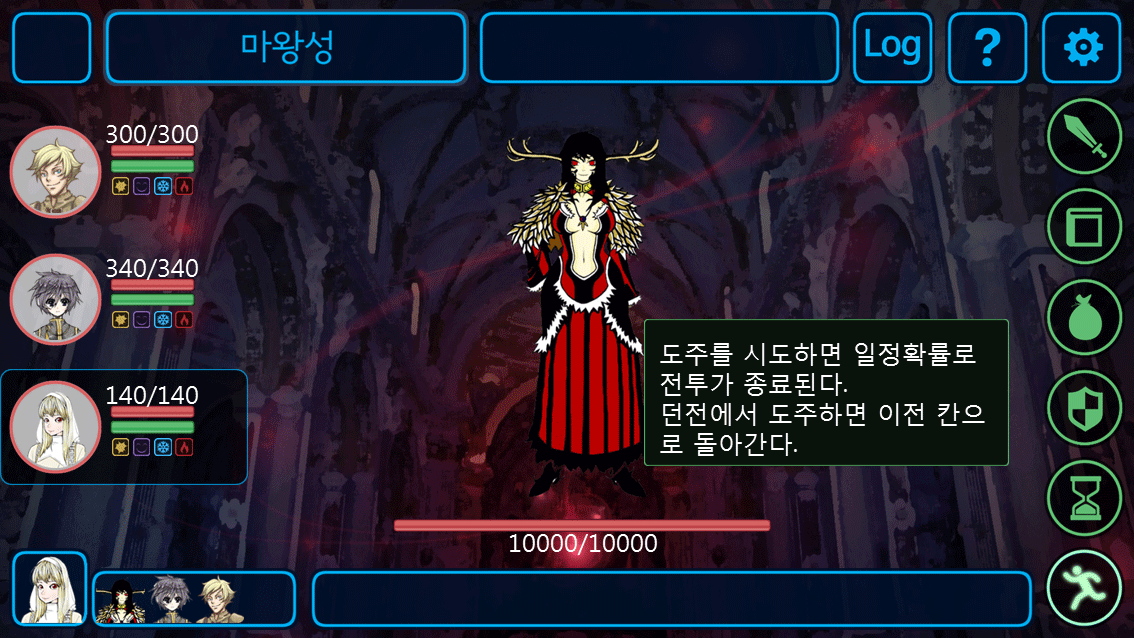 마왕성
Log
?
300/300
340/340
140/140
도주를 시도하면 일정확률로
전투가 종료된다.
던전에서 도주하면 이전 칸으
로 돌아간다.
10000/10000